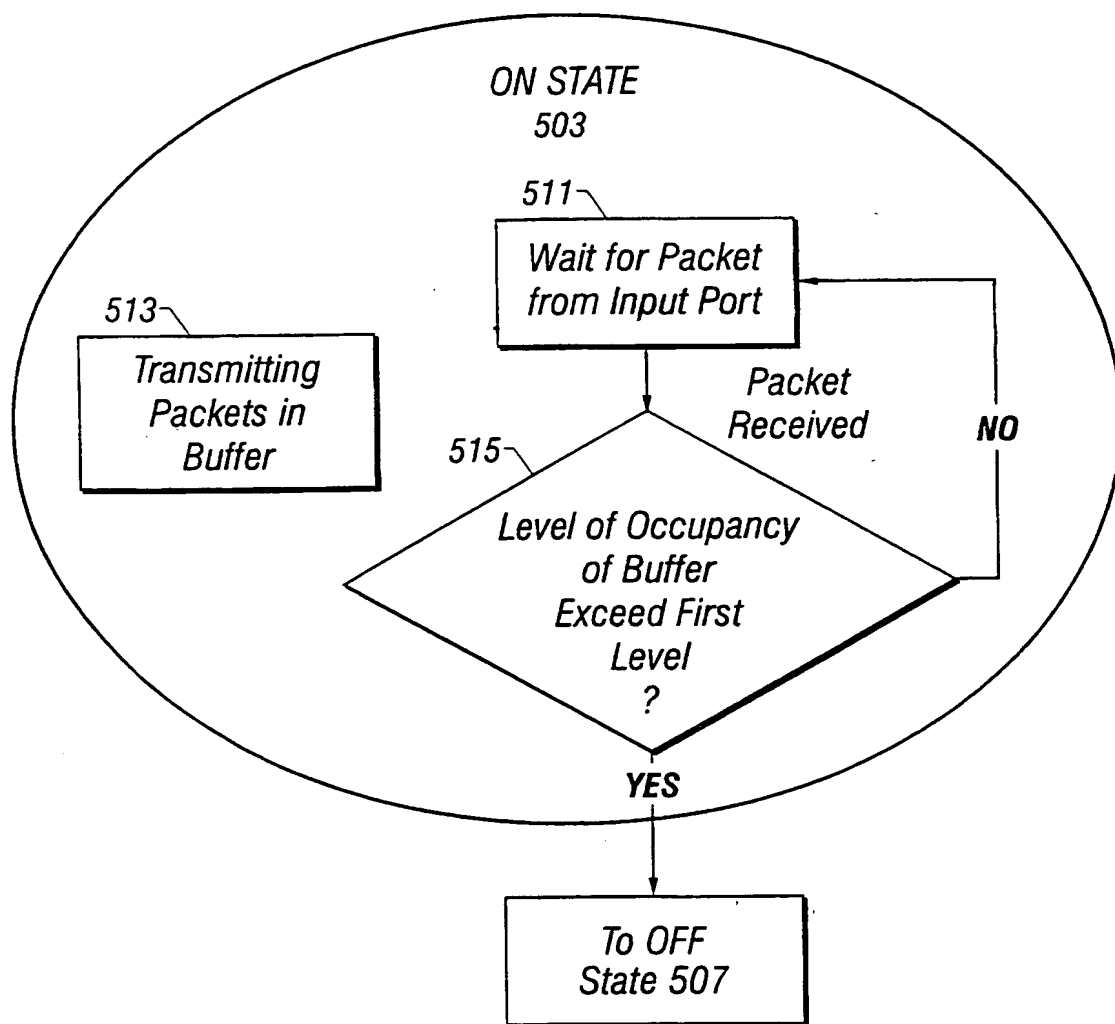 ON STATE
503
511
Wait for Packet
from Input Port
513
Transmitting
Packets in
Buffer
Packet
Received
NO
515
Level of Occupancy
of Buffer
Exceed First
Level
?
YES
To OFF
State 507